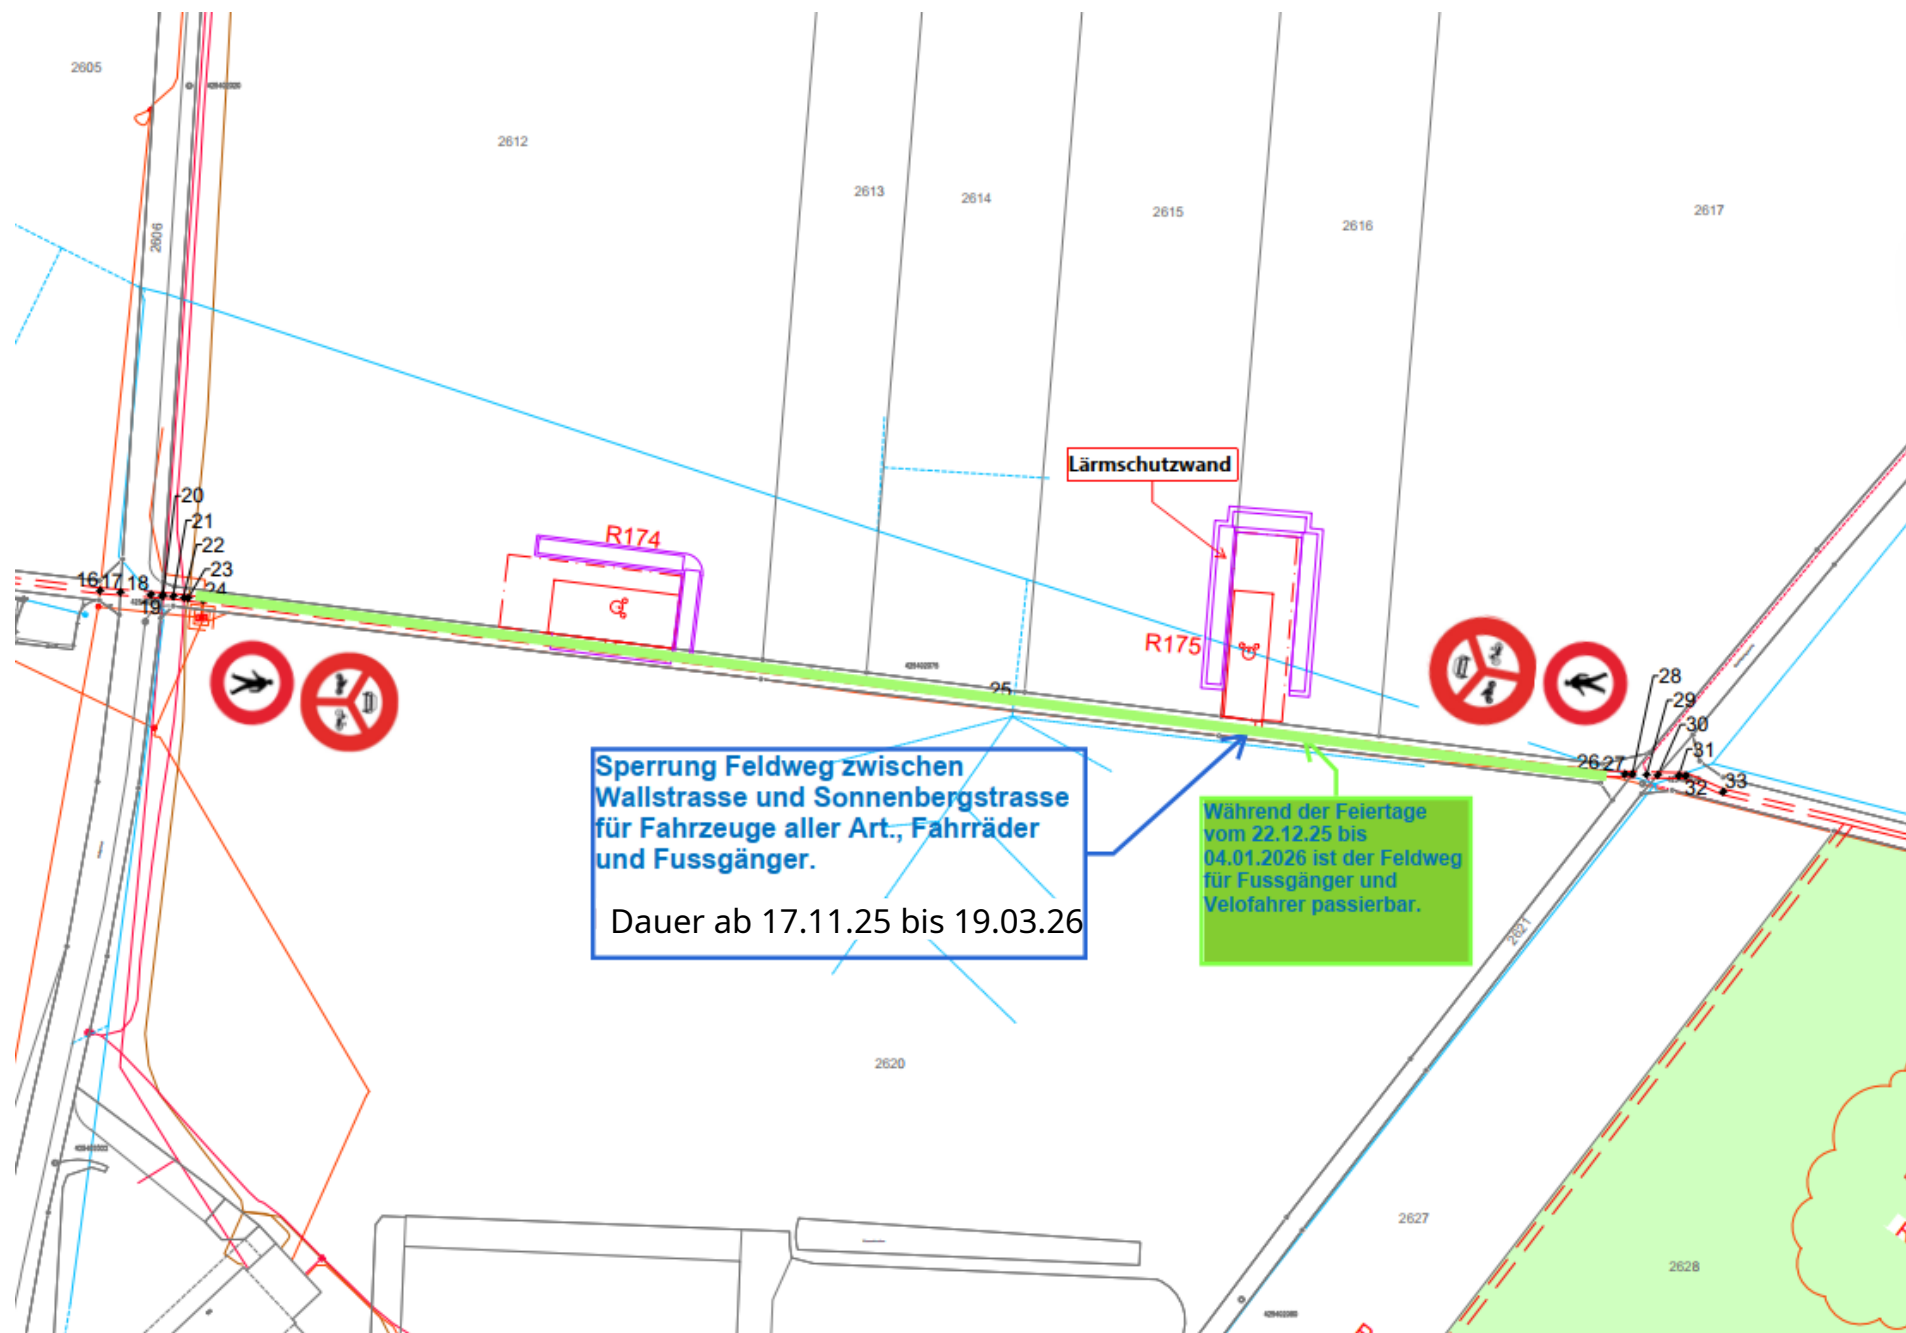 2605
2612
2606
2613
2614
2615
2616
2617
Lärmschutzwand
R174
R175
20
21
22
23
24
16
17
18
19
25
26
27
28
29
30
31
32
33
Sperrung Feldweg zwischen
Wallstrasse und Sonnenbergstrasse
für Fahrzeuge aller Art., Fahrräder
und Fussgänger.
Dauer ab 17.11.25 bis 19.03.26
Während der Feiertage
vom 22.12.25 bis
04.01.2026 ist der Feldweg
für Fussgänger und
Velofahrer passierbar.
2621
2620
2627
2628